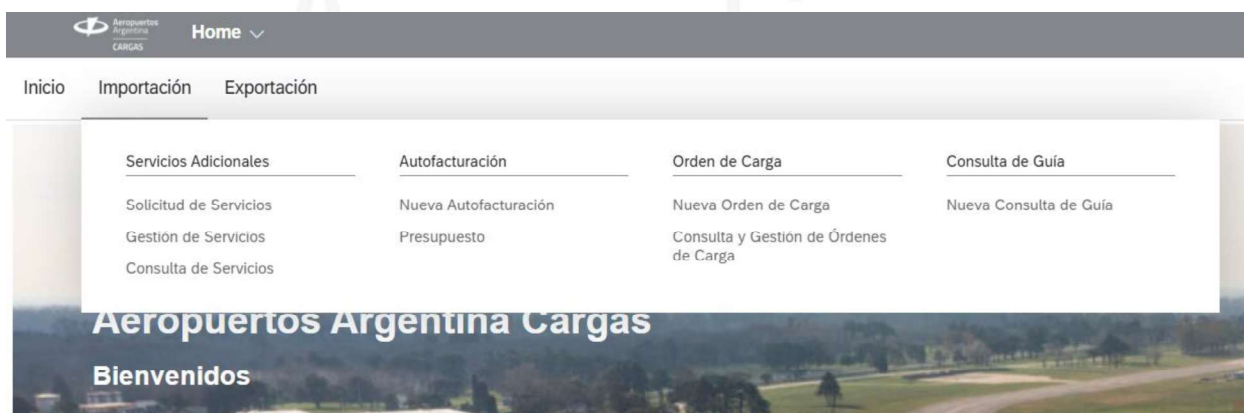 Aeropuertos
Argentina
CARGAS
Home
Inicio Importación Exportación
Servicios Adicionales
Solicitud de Servicios
Gestión de Servicios
Consulta de Servicios
Autofacturación
Nueva Autofacturación
Presupuesto
Orden de Carga
Nueva Orden de Carga
Consulta y Gestión de Órdenes
de Carga
Consulta de Guía
Nueva Consulta de Guía
Aeropuertos Argentina Cargas
Bienvenidos